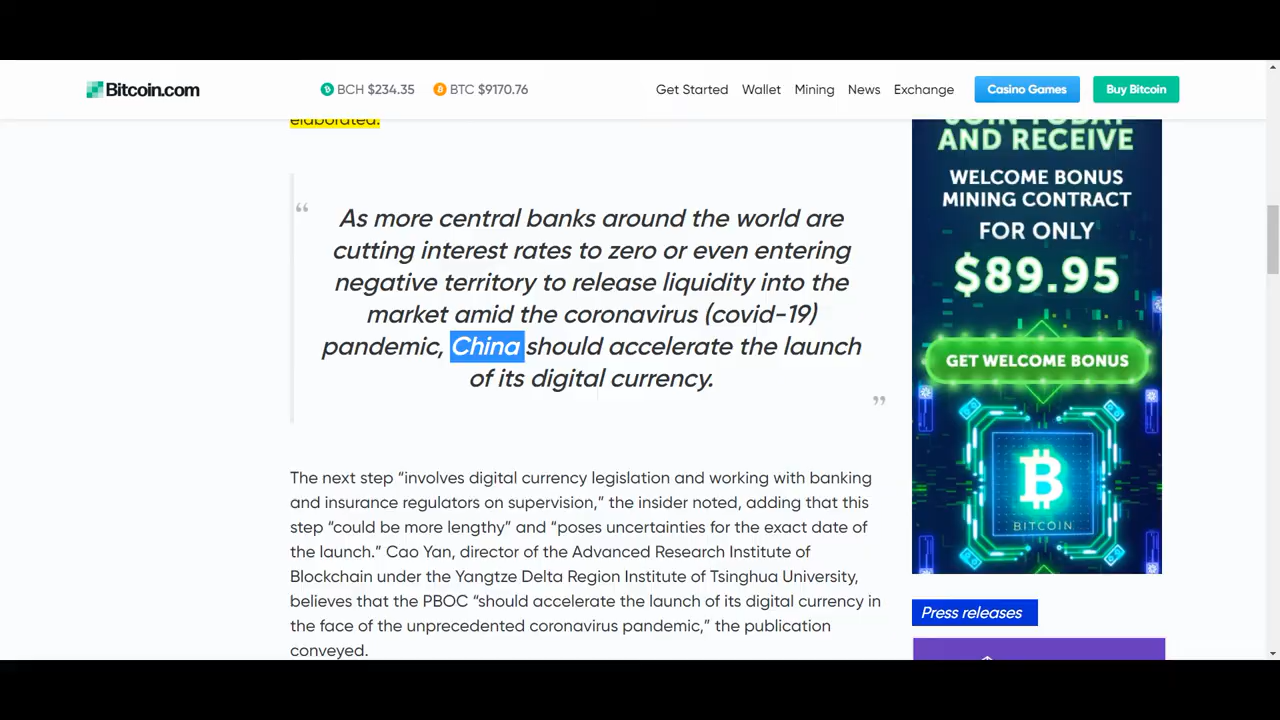 Bitcoin.com
BCH $234.35
BTC $9170.76
Get Started
Wallet
Mining
News
Exchange
Casino Games
Buy Bitcoin
elaborated.
“
As more central banks around the world are
cutting interest rates to zero or even entering
negative territory to release liquidity into the
market amid the coronavirus (covid-19)
pandemic, China should accelerate the launch
of its digital currency.
”
The next step “involves digital currency legislation and working with banking
and insurance regulators on supervision,” the insider noted, adding that this
step “could be more lengthy” and “poses uncertainties for the exact date of
the launch.” Cao Yan, director of the Advanced Research Institute of
Blockchain under the Yangtze Delta Region Institute of Tsinghua University,
believes that the PBOC “should accelerate the launch of its digital currency in
the face of the unprecedented coronavirus pandemic,” the publication
conveyed.
JOIN TODAY
AND RECEIVE
WELCOME BONUS
MINING CONTRACT
FOR ONLY
$89.95
GET WELCOME BONUS
BITCOIN
Press releases